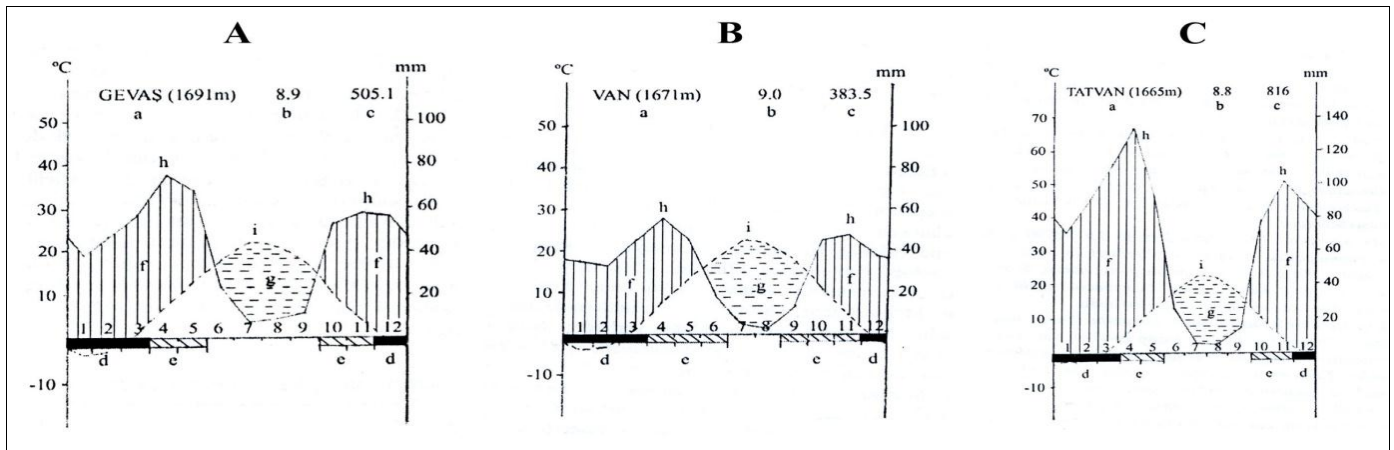 A
ºC
mm
GEVAŞ (1691m) 8.9 505.1
a b c
50
40
30
20
10
-10
100
80
60
40
20
h
h
i
f
g
f
1 2 3 4 5 6 7 8 9 10 11 12
d e e d
B
ºC
mm
VAN (1671m) 9.0 383.5
a b c
50
40
30
20
10
-10
100
80
60
40
20
h
h
i
f
g
f
1 2 3 4 5 6 7 8 9 10 11 12
d e e d
C
ºC
mm
TATVAN (1665m) 8.8 816
a b c
70
60
50
40
30
20
10
-10
140
120
100
80
60
40
20
h
h
i
f
g
f
1 2 3 4 5 6 7 8 9 10 11 12
d e e d